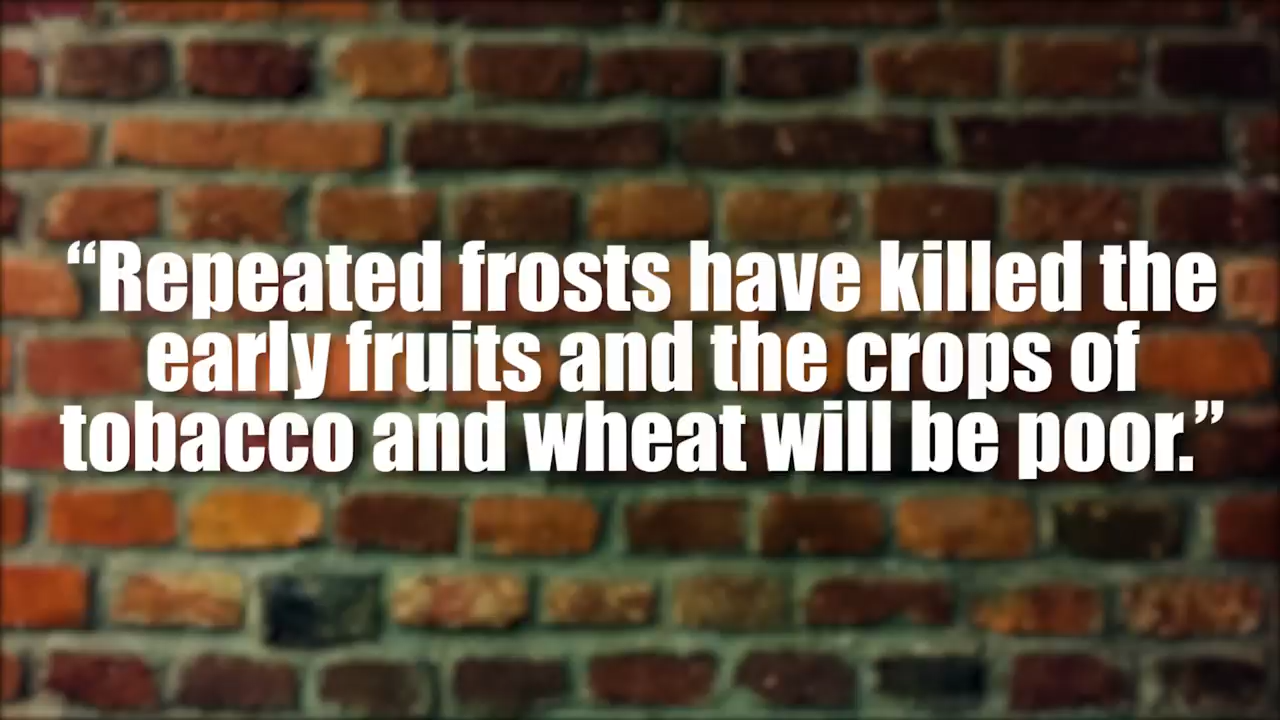 “Repeated frosts have killed the
early fruits and the crops of
tobacco and wheat will be poor.”